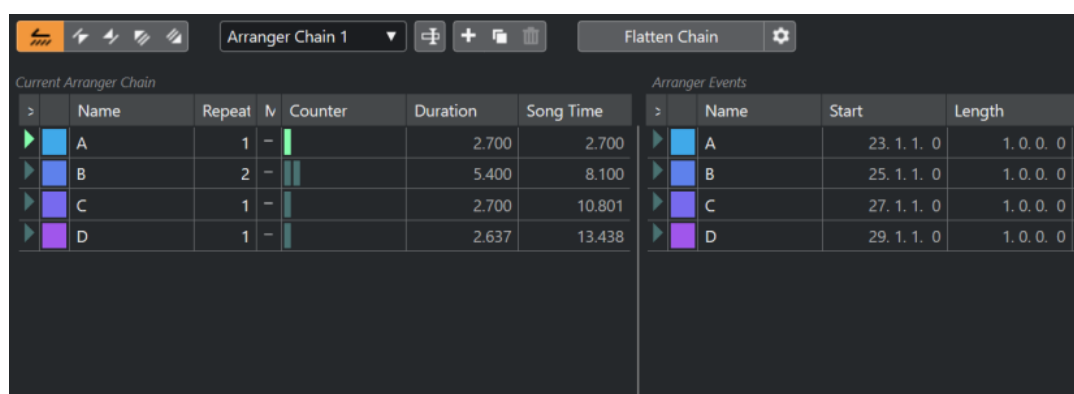 Arranger Chain 1 Flatten Chain
Current Arranger Chain Arranger Events
Name Repeat M Counter Duration Song Time Name Start Length
A 1 – 2.700 2.700 A 23. 1. 1. 0 1. 0. 0. 0
B 2 – 5.400 8.100 B 25. 1. 1. 0 1. 0. 0. 0
C 1 – 2.700 10.801 C 27. 1. 1. 0 1. 0. 0. 0
D 1 – 2.637 13.438 D 29. 1. 1. 0 1. 0. 0. 0